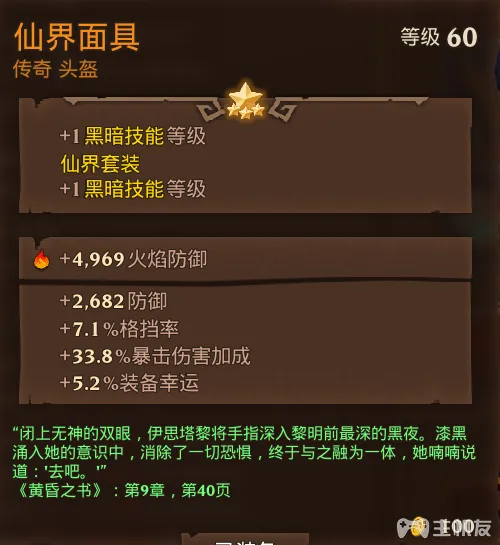 仙界面具
等级 60
传奇 头盔
+1 黑暗技能等级
仙界套装
+1 黑暗技能等级
+4,969 火焰防御
+2,682 防御
+7.1%格挡率
+33.8%暴击伤害加成
+5.2%装备幸运
“闭上无神的双眼，伊思塔黎将手指深入黎明前最深的黑夜。漆黑
涌入她的意识中，消除了一切恐惧，终于与之融为一体，她喃喃说
道：'去吧。'”
《黄昏之书》：第9章，第40页
100